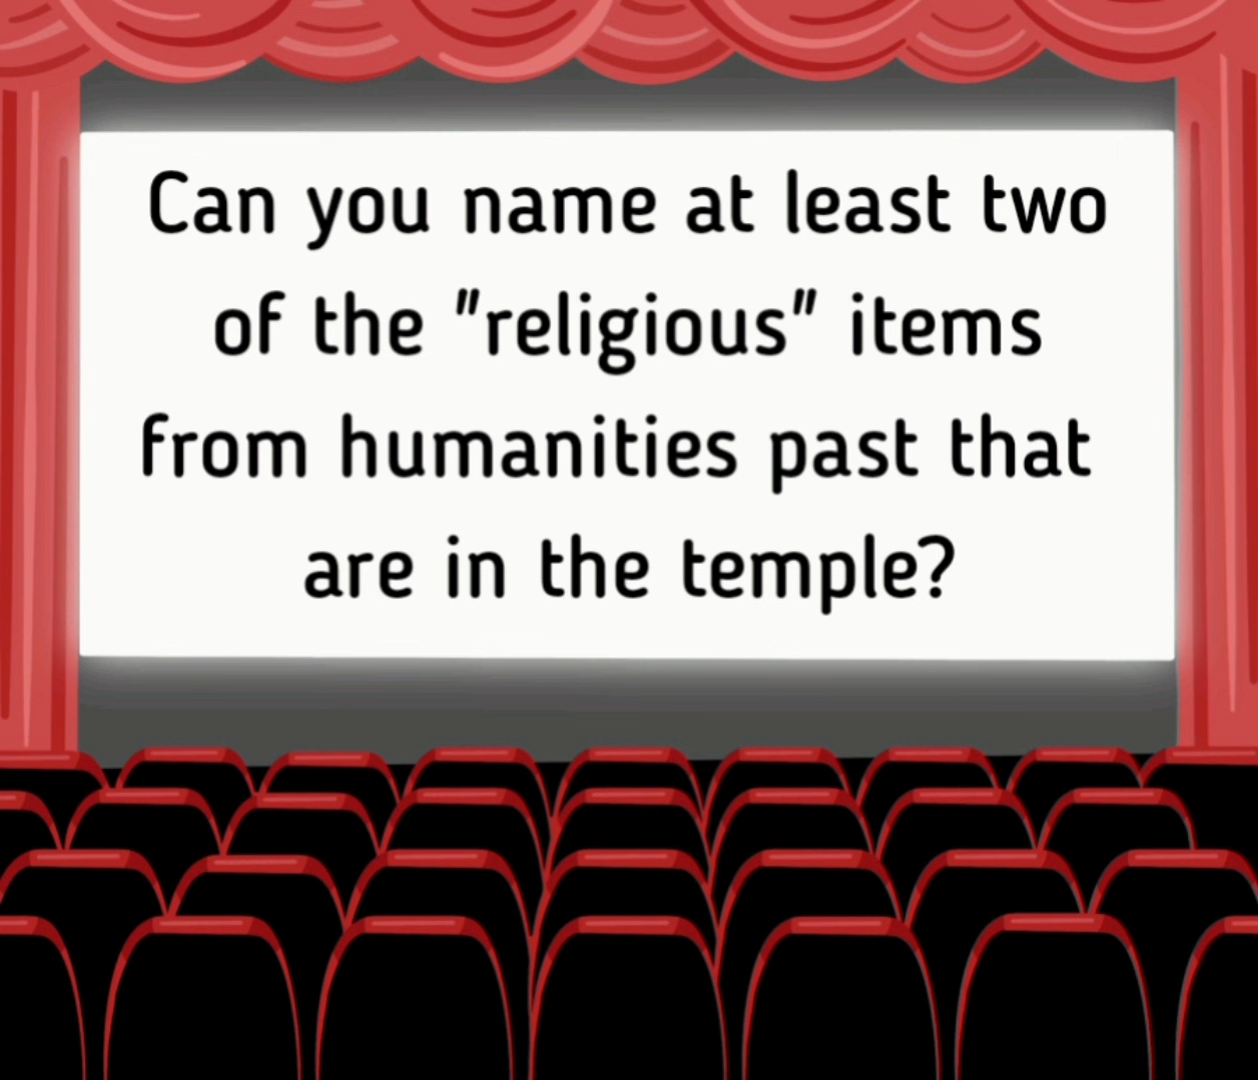 Can you name at least two
of the "religious" items
from humanities past that
are in the temple?